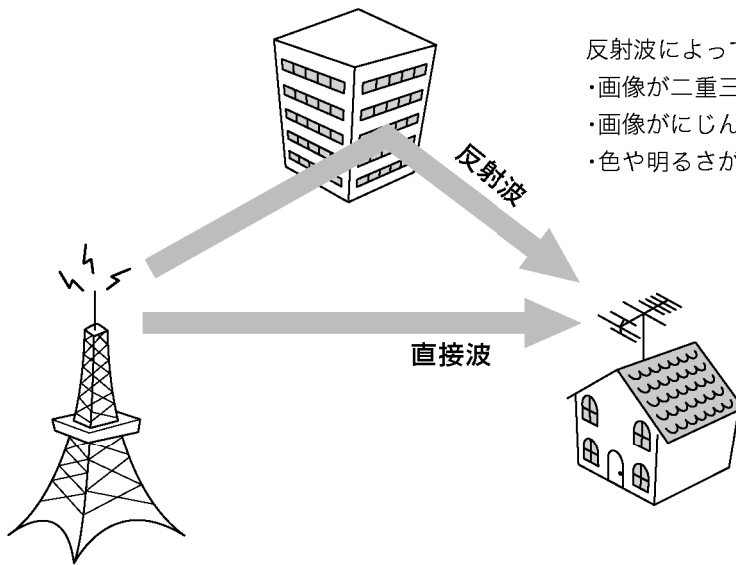 反射波によって
・画像が二重三
・画像がにじん
・色や明るさが
反射波
直接波